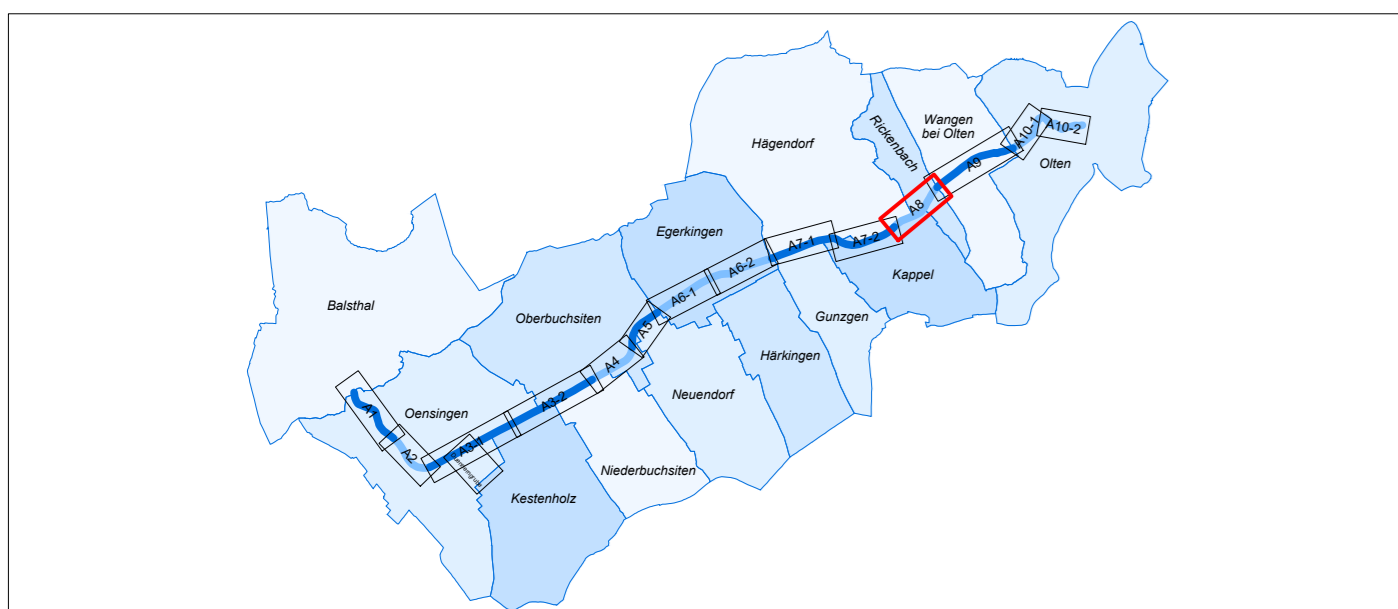 Wangen
bei Olten
Rickenbach
A10-1
A10-2
Hägendorf
A9
Olten
A8
Egerkingen
A7-1
A7-2
A6-2
Kappel
A6-1
Balsthal
Oberbuchsiten
Gunzgen
A5
Härkingen
A4
Neuendorf
A3-2
Oensingen
A1
A3-1
A2
Niederbuchsiten
Kestenholz